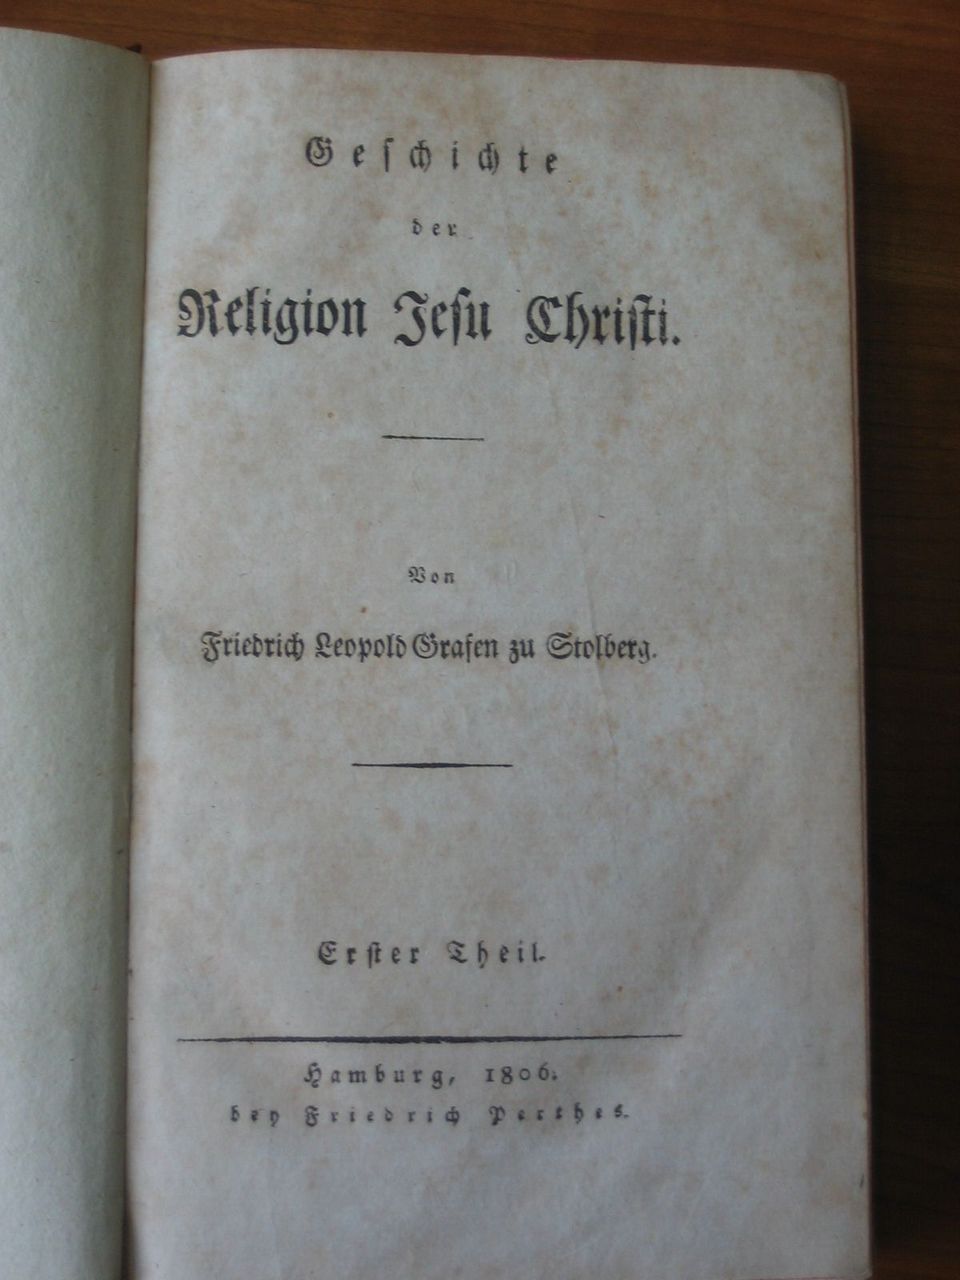 Geſchichte
der
Religion Jeſu Chriſti.
Von
Friedrich Leopold Grafen zu Stolberg.
Erſter Theil.
Hamburg, 1806.
bey Friedrich Perthes.